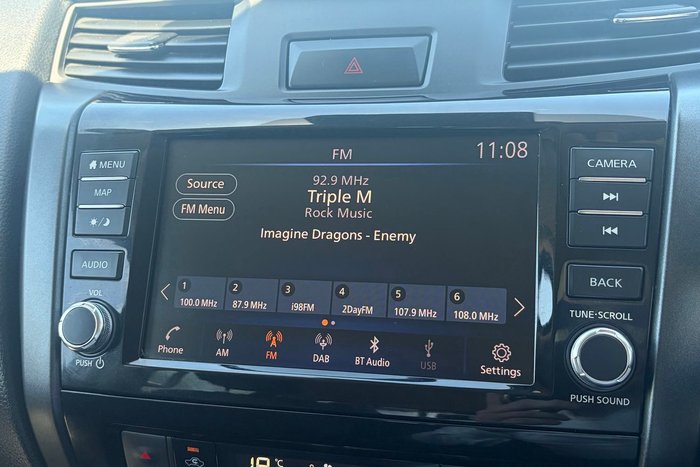 FM
11:08
Source
92.9 MHz
Triple M
FM Menu
Rock Music
Imagine Dragons - Enemy
1
100.0 MHz
2
87.9 MHz
3
i98FM
4
2DayFM
5
107.9 MHz
6
108.0 MHz
Phone
AM
FM
DAB
BT Audio
USB
Settings
MENU
MAP
AUDIO
VOL
PUSH
CAMERA
BACK
TUNE·SCROLL
PUSH SOUND
°C